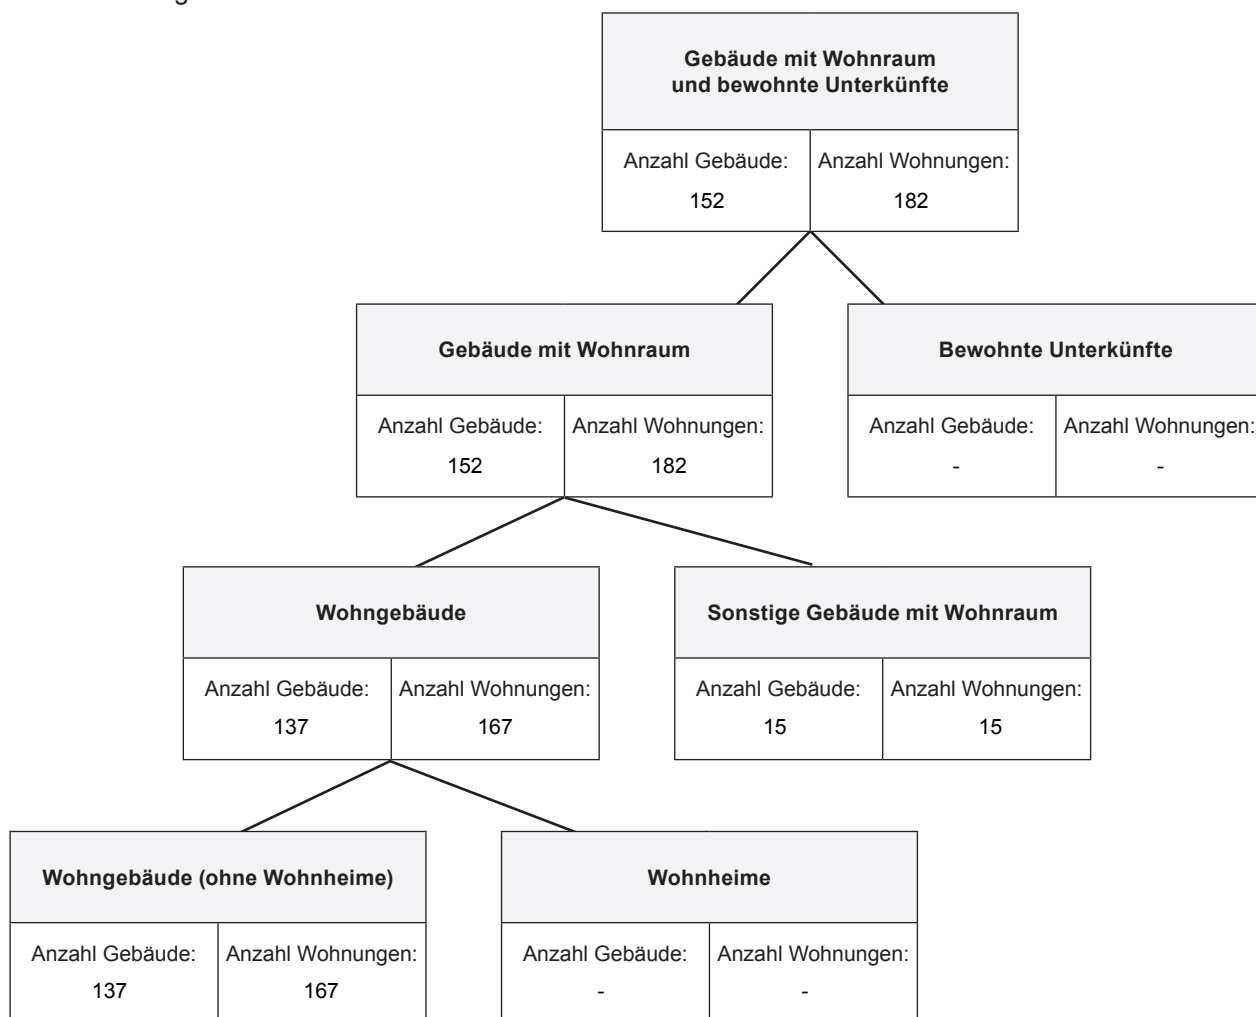 Gebäude mit Wohnraum
und bewohnte Unterkünfte
Anzahl Gebäude: Anzahl Wohnungen:
152 182
Gebäude mit Wohnraum
Anzahl Gebäude: Anzahl Wohnungen:
152 182
Bewohnte Unterkünfte
Anzahl Gebäude: Anzahl Wohnungen:
- -
Wohngebäude
Anzahl Gebäude: Anzahl Wohnungen:
137 167
Sonstige Gebäude mit Wohnraum
Anzahl Gebäude: Anzahl Wohnungen:
15 15
Wohngebäude (ohne Wohnheime)
Anzahl Gebäude: Anzahl Wohnungen:
137 167
Wohnheime
Anzahl Gebäude: Anzahl Wohnungen:
- -